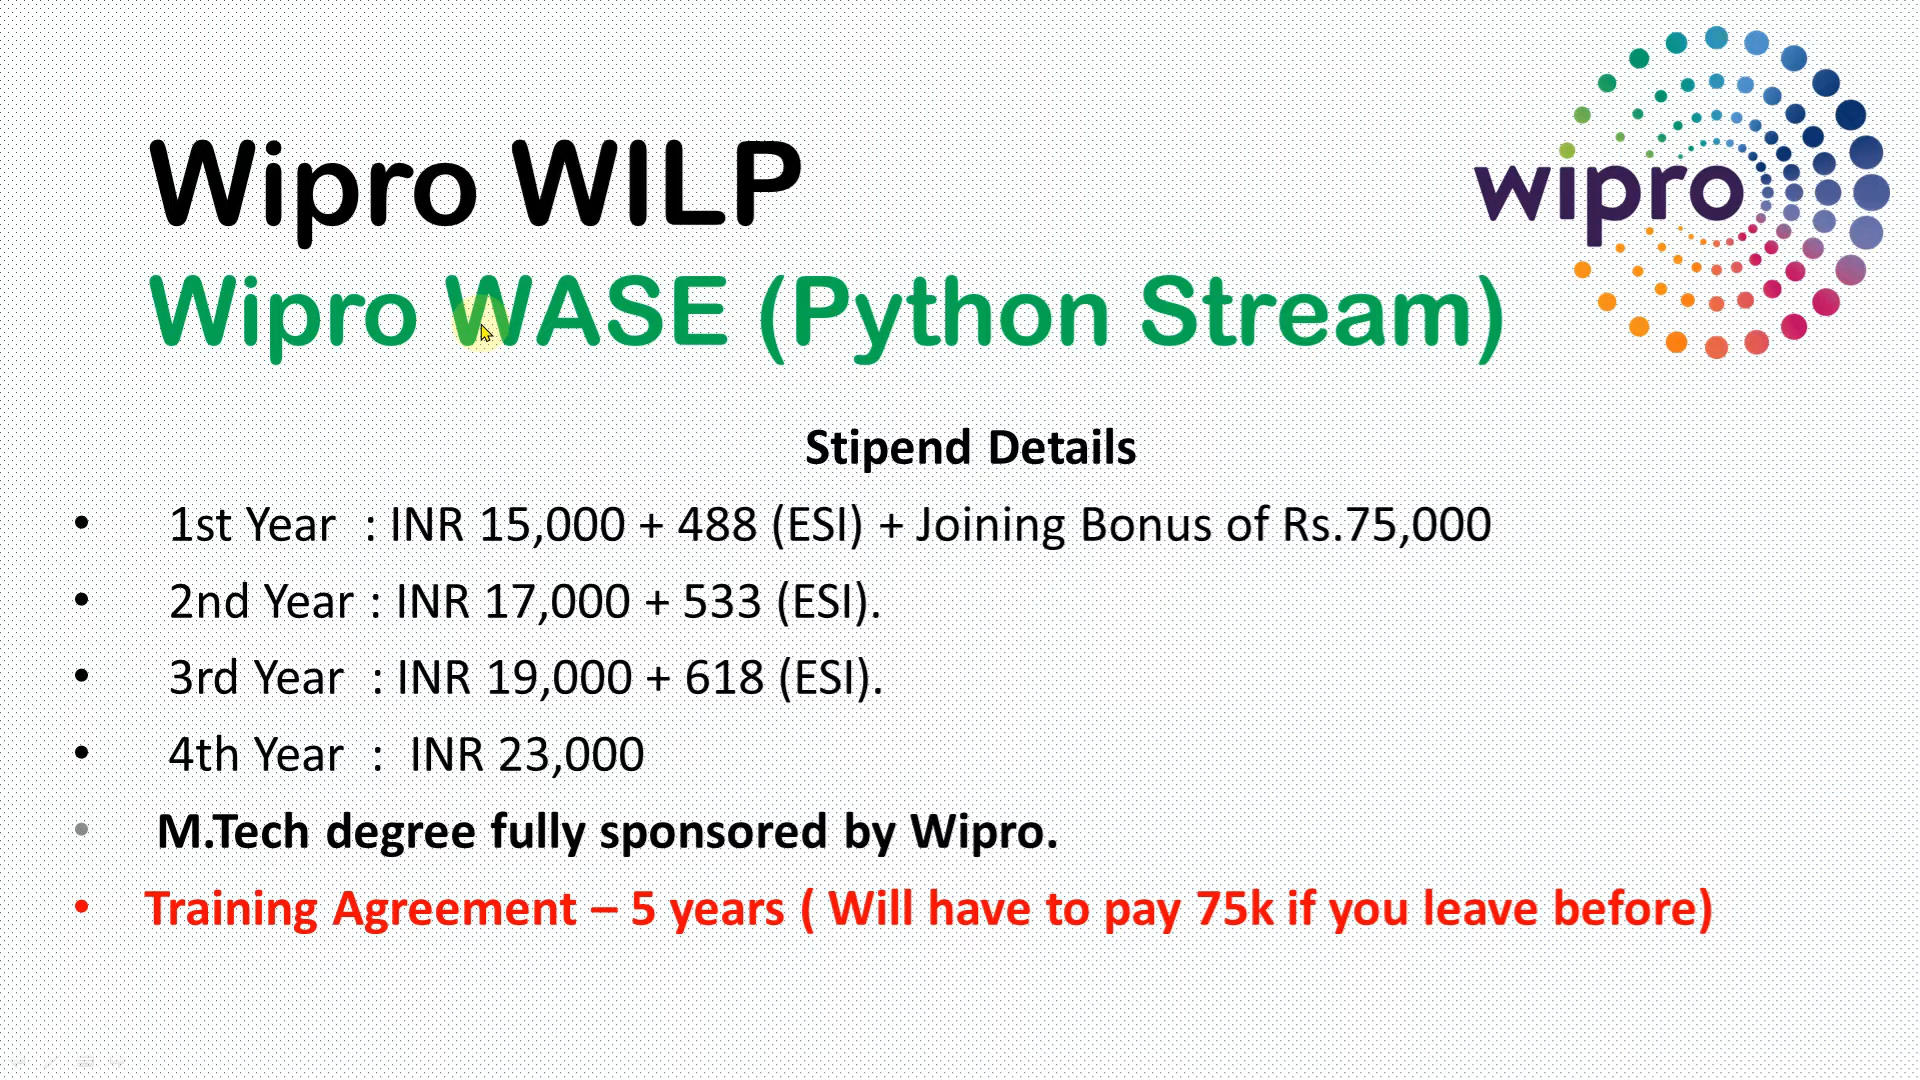 wipro
Wipro WILP
Wipro WASE (Python Stream)
Stipend Details
• 1st Year : INR 15,000 + 488 (ESI) + Joining Bonus of Rs.75,000
• 2nd Year : INR 17,000 + 533 (ESI).
• 3rd Year : INR 19,000 + 618 (ESI).
• 4th Year : INR 23,000
• M.Tech degree fully sponsored by Wipro.
• Training Agreement – 5 years ( Will have to pay 75k if you leave before)